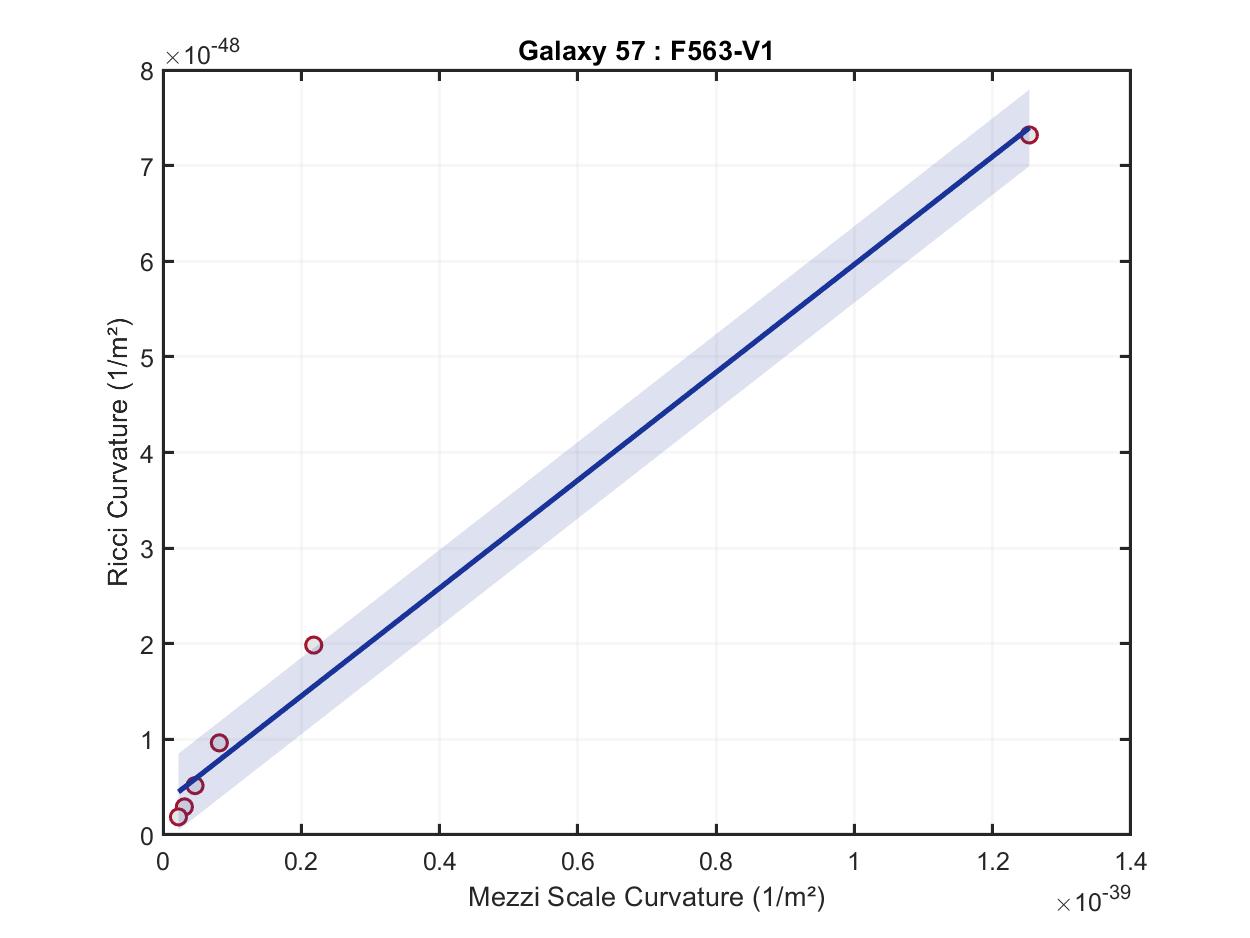 Galaxy 57 : F563-V1
×10-48
8
7
6
5
4
3
2
1
0
Ricci Curvature (1/m²)
0 0.2 0.4 0.6 0.8 1 1.2 1.4
Mezzi Scale Curvature (1/m²)
×10-39